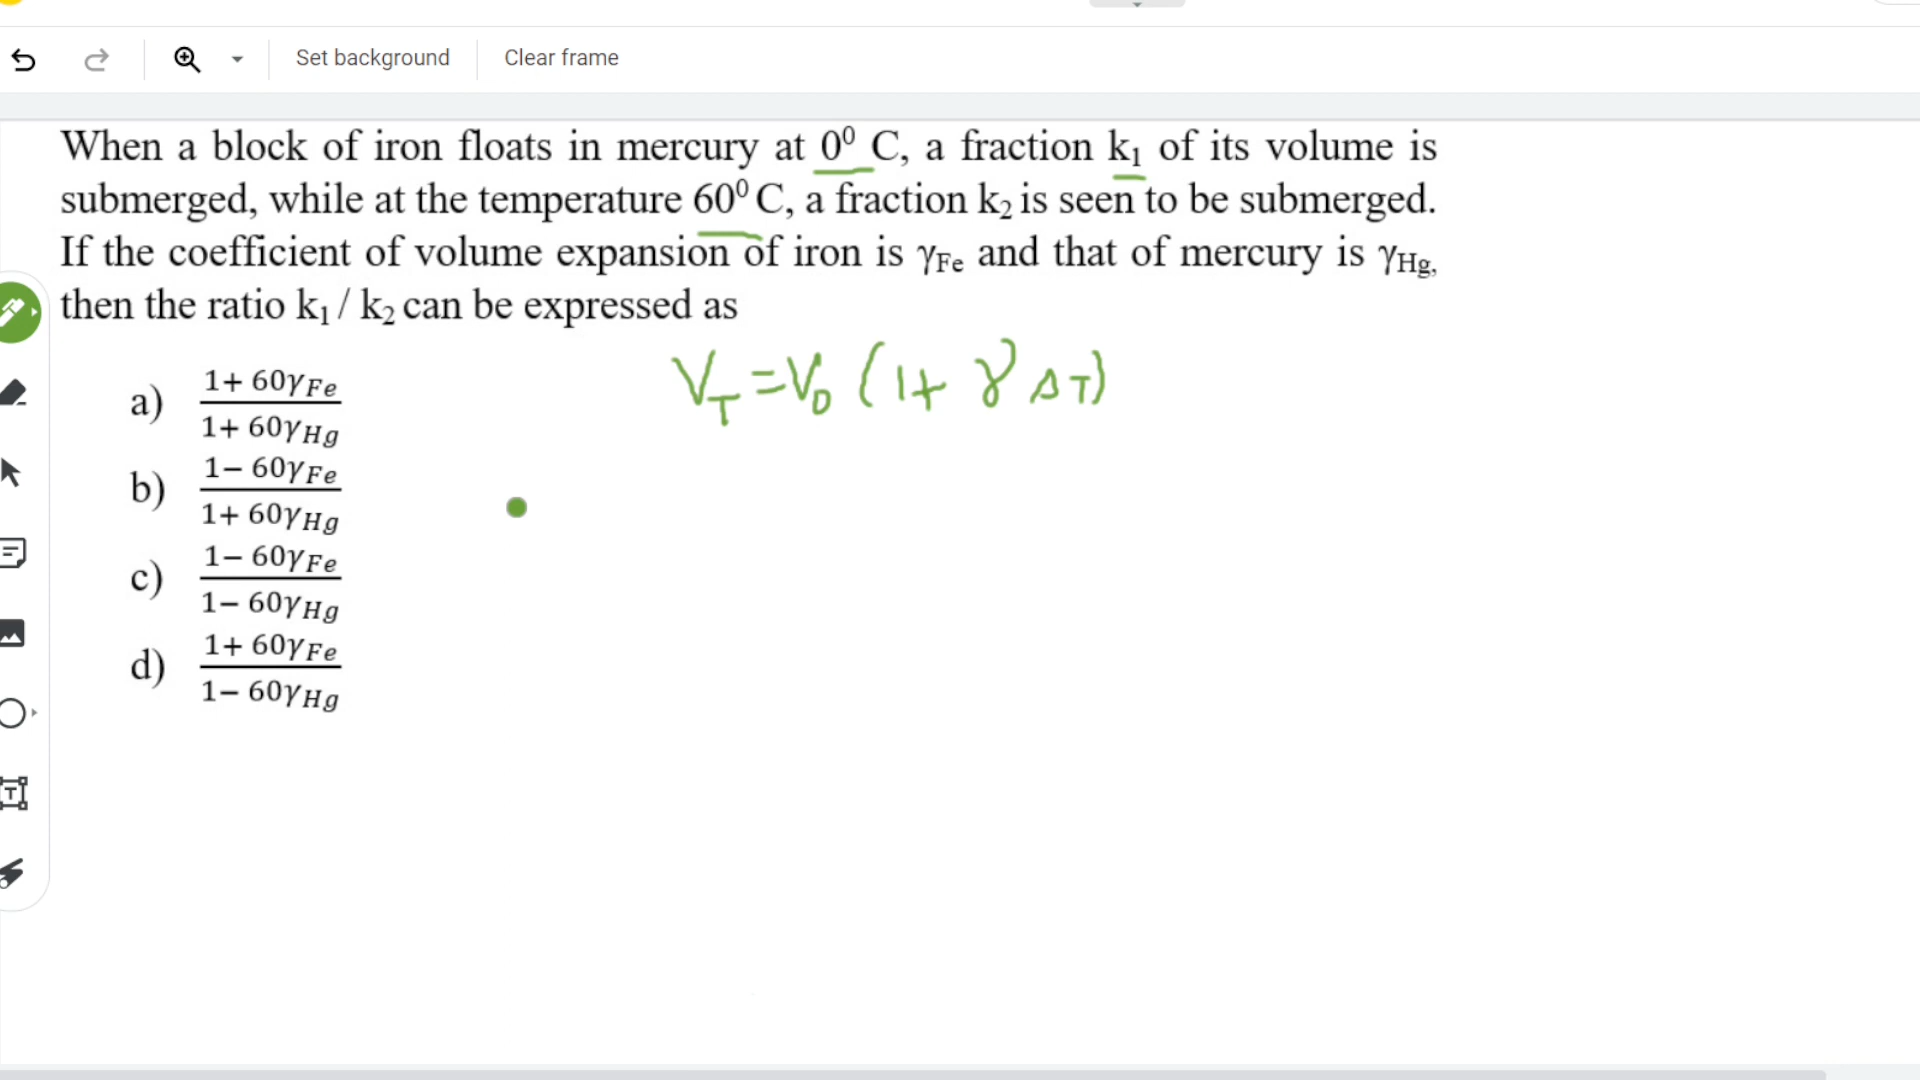 Set background Clear frame
When a block of iron floats in mercury at 0⁰ C, a fraction k₁ of its volume is
submerged, while at the temperature 60⁰ C, a fraction k₂ is seen to be submerged.
If the coefficient of volume expansion of iron is γFe and that of mercury is γHg,
then the ratio k₁ / k₂ can be expressed as
V_T = V_0 (1+ γ ΔT)
a) (1+ 60γFe)/(1+ 60γHg)
b) (1− 60γFe)/(1+ 60γHg)
c) (1− 60γFe)/(1− 60γHg)
d) (1+ 60γFe)/(1− 60γHg)